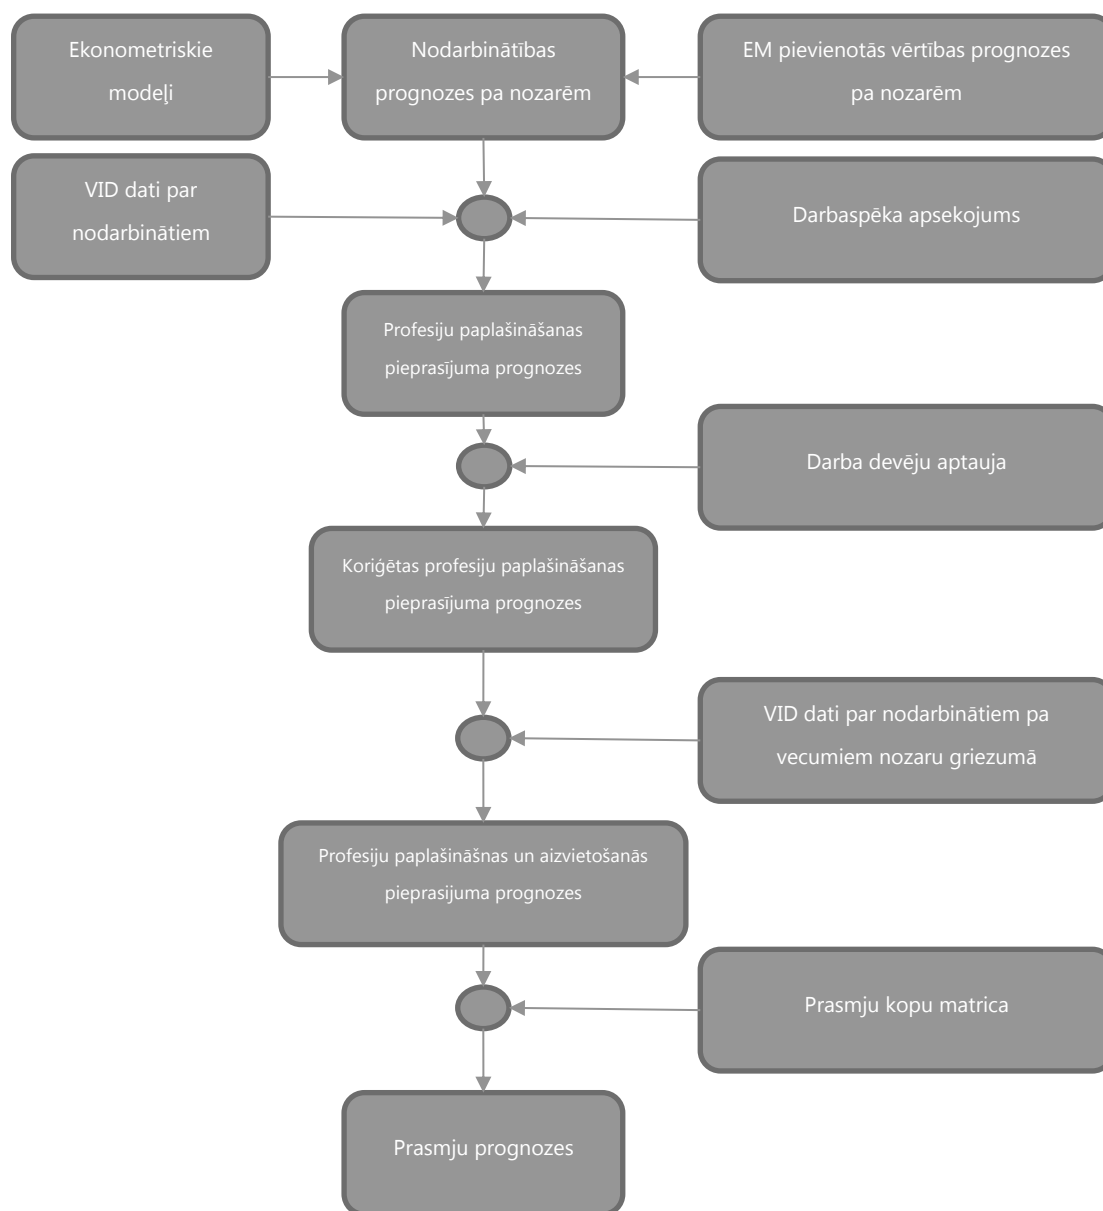 Ekonometriskie
modeļi
Nodarbinātības
prognozes pa nozarēm
EM pievienotās vērtības prognozes
pa nozarēm
VID dati par
nodarbinātiem
Darbaspēka apsekojums
Profesiju paplašināšanas
pieprasījuma prognozes
Darba devēju aptauja
Koriģētas profesiju paplašināšanas
pieprasījuma prognozes
VID dati par nodarbinātiem pa
vecumiem nozaru griezumā
Profesiju paplašināšnas un aizvietošanās
pieprasijuma prognozes
Prasmju kopu matrica
Prasmju prognozes